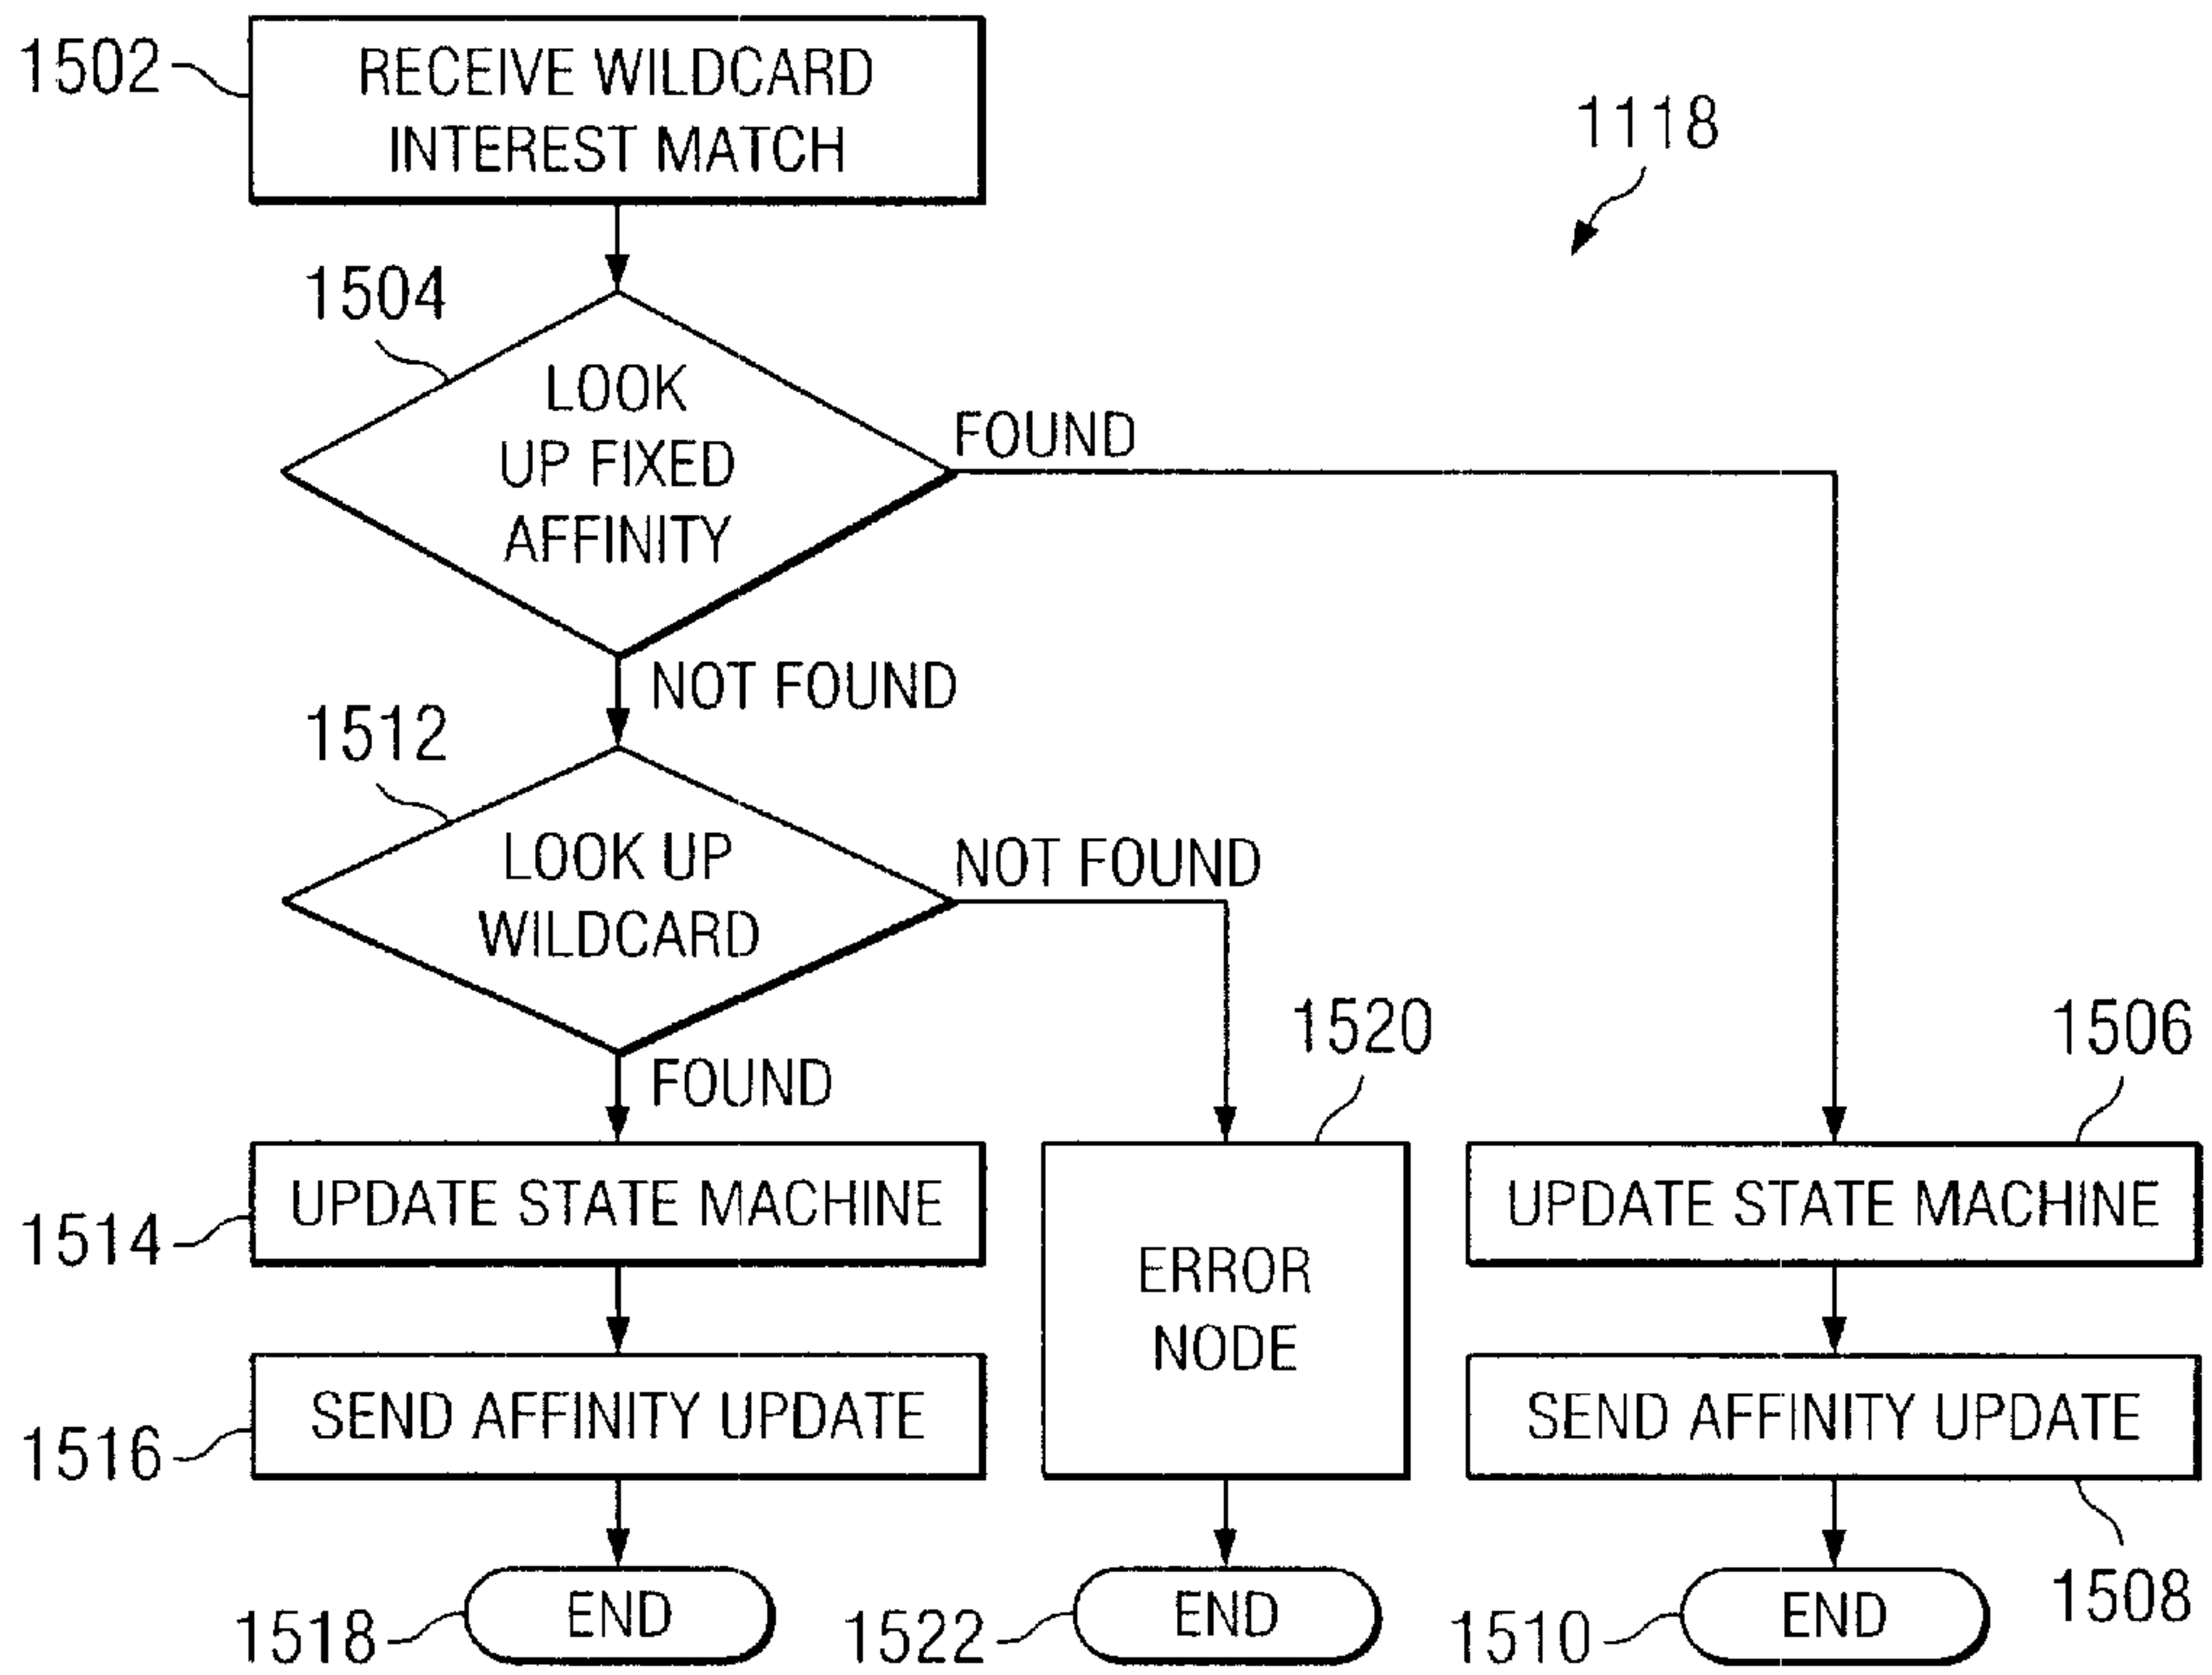 1502
RECEIVE WILDCARD
INTEREST MATCH
1118
1504
LOOK
UP FIXED
AFFINITY
FOUND
NOT FOUND
1512
LOOK UP
WILDCARD
NOT FOUND
FOUND
1520
1506
1514
UPDATE STATE MACHINE
ERROR
NODE
UPDATE STATE MACHINE
1516
SEND AFFINITY UPDATE
SEND AFFINITY UPDATE
1508
1518
END
1522
END
1510
END